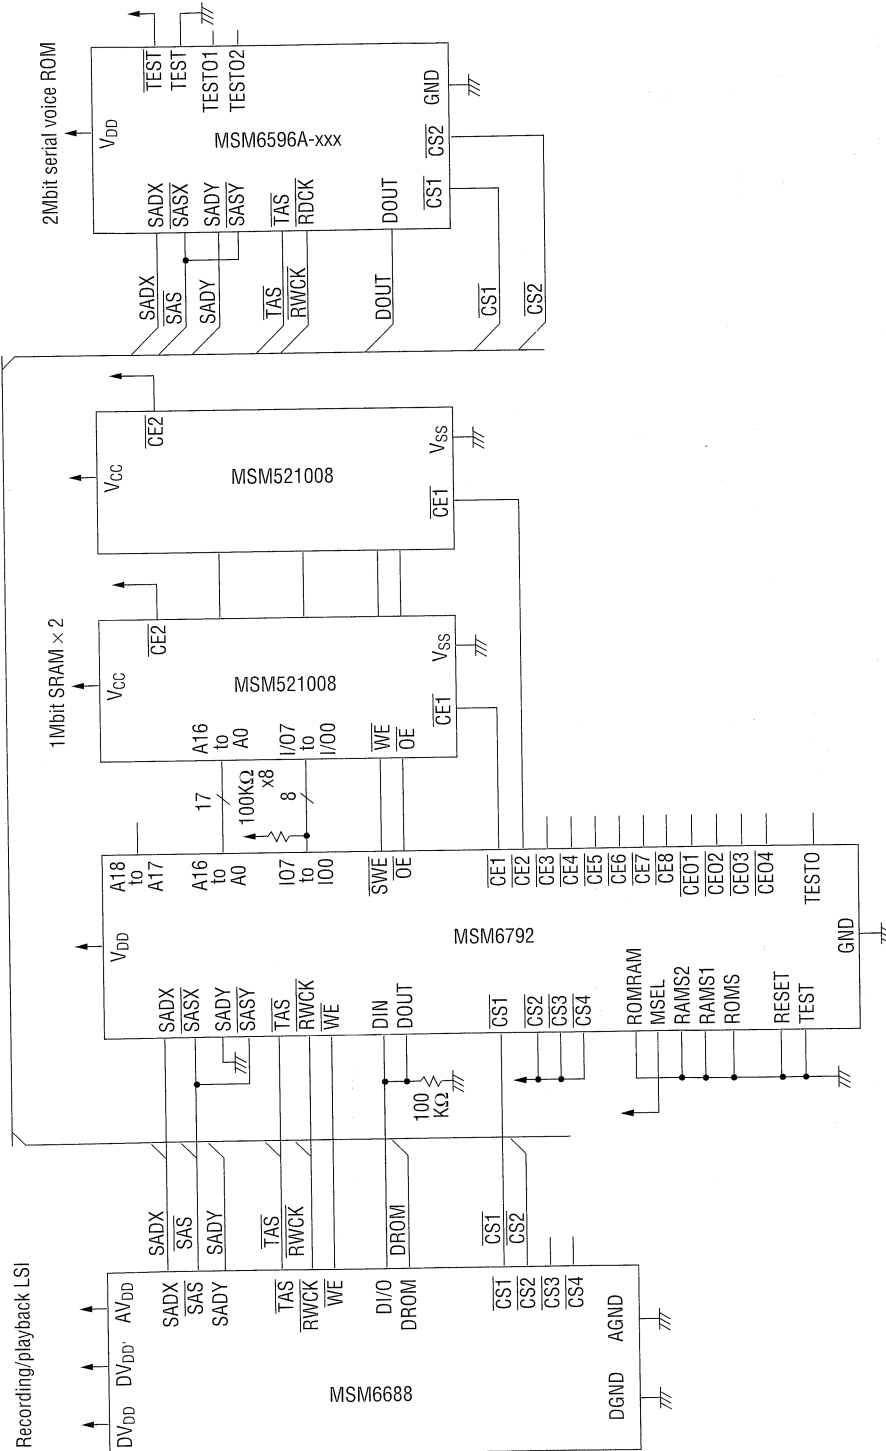 Recording/playback LSI
DVDD
DVDD'
AVDD
MSM6688
SADX
SAS
SADY
TAS
RWCK
WE
DI/O
DROM
CS1
CS2
CS3
CS4
DGND
AGND
SADX
SAS
SADY
TAS
RWCK
DROM
CS1
CS2
100
KΩ
VDD
MSM6792
SADX
SASX
SADY
SASY
TAS
RWCK
WE
DIN
DOUT
CS1
CS2
CS3
CS4
ROMRAM
MSEL
RAMS2
RAMS1
ROMS
RESET
TEST
GND
A18
to
A17
A16
to
A0
IO7
to
IO0
SWE
OE
CE1
CE2
CE3
CE4
CE5
CE6
CE7
CE8
CEO1
CEO2
CEO3
CEO4
TESTO
17
100KΩ
x8
8
1Mbit SRAM × 2
VCC
CE2
MSM521008
A16
to
A0
I/O7
to
I/O0
WE
OE
CE1
VSS
VCC
CE2
MSM521008
CE1
VSS
SADX
SAS
SADY
TAS
RWCK
DOUT
CS1
CS2
2Mbit serial voice ROM
VDD
TEST
TEST
TESTO1
TESTO2
MSM6596A-xxx
SADX
SASX
SADY
SASY
TAS
RDCK
DOUT
CS1
CS2
GND